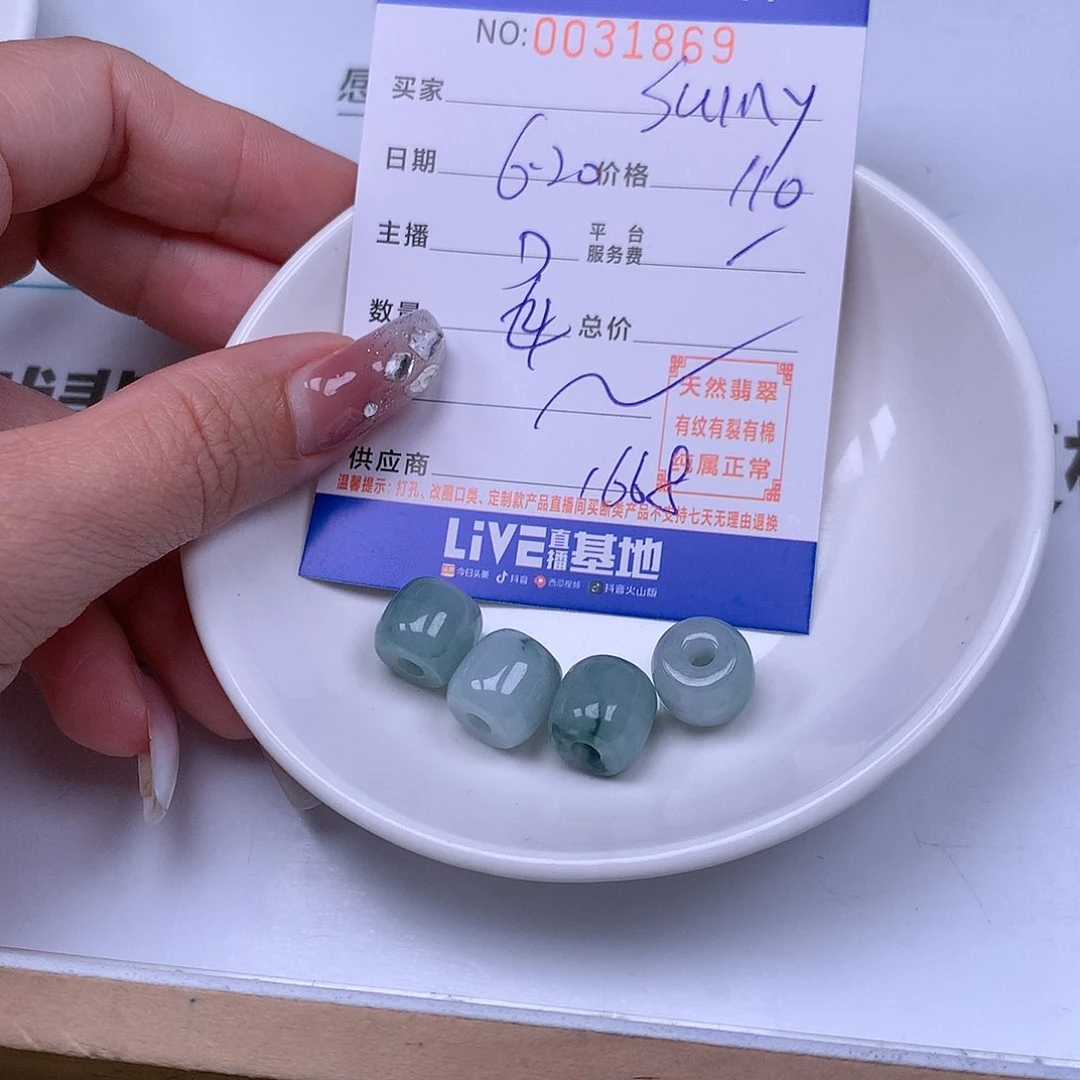 NO:0031869
买家 Suiny
日期 6-20 价格 110
主播 平台服务费
数量 总价
天然翡翠
有纹有裂有棉
纯属正常
供应商 1668
温馨提示:打孔、改圈口类、定制款产品直播间买断类产品不支持七天无理由退换
LiVE直播基地
今日头条 抖音 西瓜视频 抖音火山版